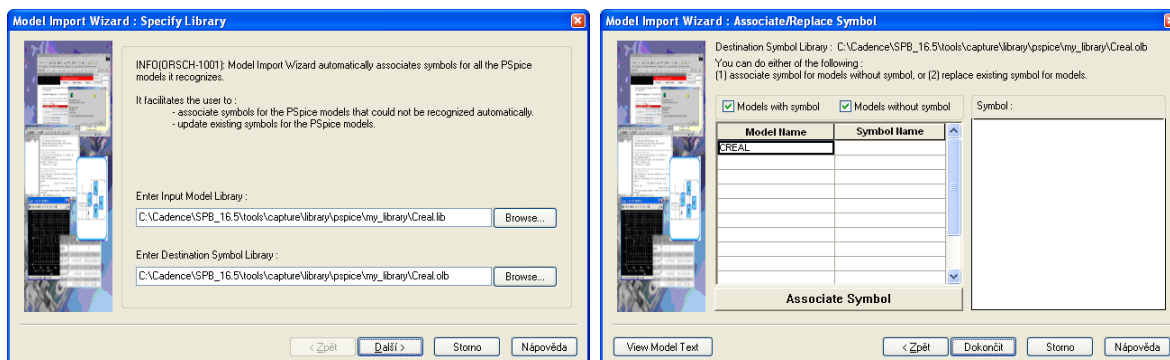 Model Import Wizard : Specify Library
INFO(ORSCH-1001): Model Import Wizard automatically associates symbols for all the PSpice
models it recognizes.
It facilitates the user to :
- associate symbols for the PSpice models that could not be recognized automatically.
- update existing symbols for the PSpice models.
Enter Input Model Library :
C:\Cadence\SPB_16.5\tools\capture\library\pspice\my_library\Creal.lib
Browse...
Enter Destination Symbol Library :
C:\Cadence\SPB_16.5\tools\capture\library\pspice\my_library\Creal.olb
Browse...
< Zpět
Další >
Storno
Nápověda
Model Import Wizard : Associate/Replace Symbol
Destination Symbol Library : C:\Cadence\SPB_16.5\tools\capture\library\pspice\my_library\Creal.olb
You can do either of the following :
(1) associate symbol for models without symbol, or (2) replace existing symbol for models.
Models with symbol
Models without symbol
Symbol :
Model Name
Symbol Name
CREAL
Associate Symbol
View Model Text
< Zpět
Dokončit
Storno
Nápověda